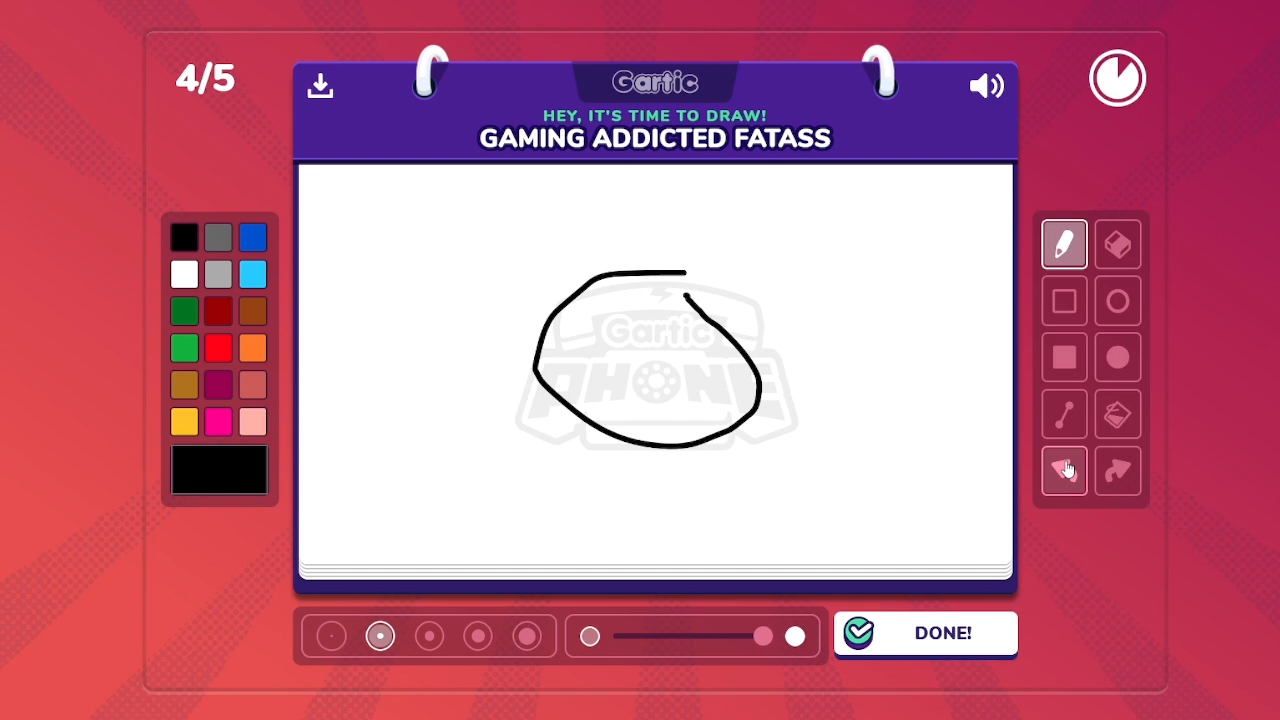 4/5
Gartic
HEY, IT'S TIME TO DRAW!
GAMING ADDICTED FATASS
Gartic
PHONE
DONE!